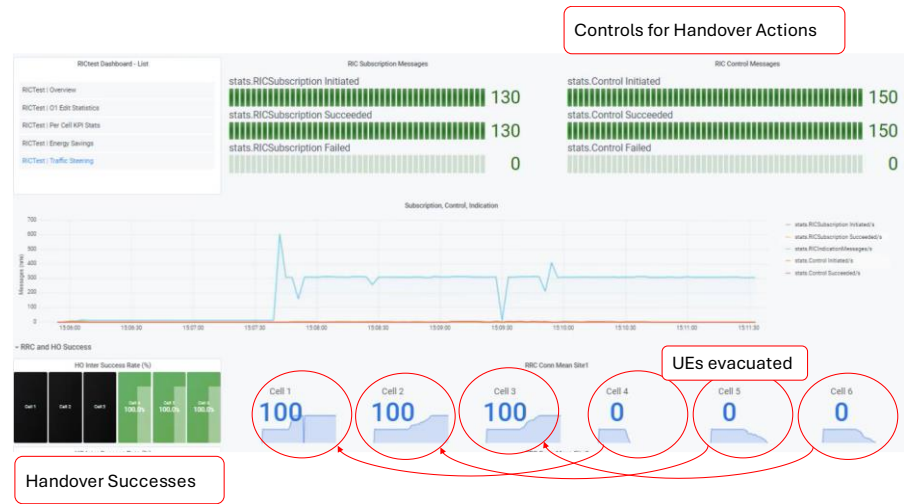 Controls for Handover Actions
RICtest Dashboard - List
RICTest | Overview
RICTest | O1 Edit Statistics
RICTest | Per Cell KPI Stats
RICTest | Energy Savings
RICTest | Traffic Steering
RIC Subscription Messages
stats.RICSubscription Initiated
130
stats.RICSubscription Succeeded
130
stats.RICSubscription Failed
0
RIC Control Messages
stats.Control Initiated
150
stats.Control Succeeded
150
stats.Control Failed
0
Subscription, Control, Indication
Messages (rate)
700
600
500
400
300
200
100
0
15:06:00
15:06:30
15:07:00
15:07:30
15:08:00
15:08:30
15:09:00
15:09:30
15:10:00
15:10:30
15:11:00
15:11:30
stats.RICSubscription Initiated/s
stats.RICSubscription Succeeded/s
stats.RICIndicationMessages/s
stats.Control Initiated/s
stats.Control Succeeded/s
~ RRC and HO Success
HO Inter Success Rate (%)
Cell 1
Cell 2
Cell 3
100.0%
100.0%
RRC Conn Mean Site1
UEs evacuated
Cell 1
100
Cell 2
100
Cell 3
100
Cell 4
0
Cell 5
0
Cell 6
0
Handover Successes